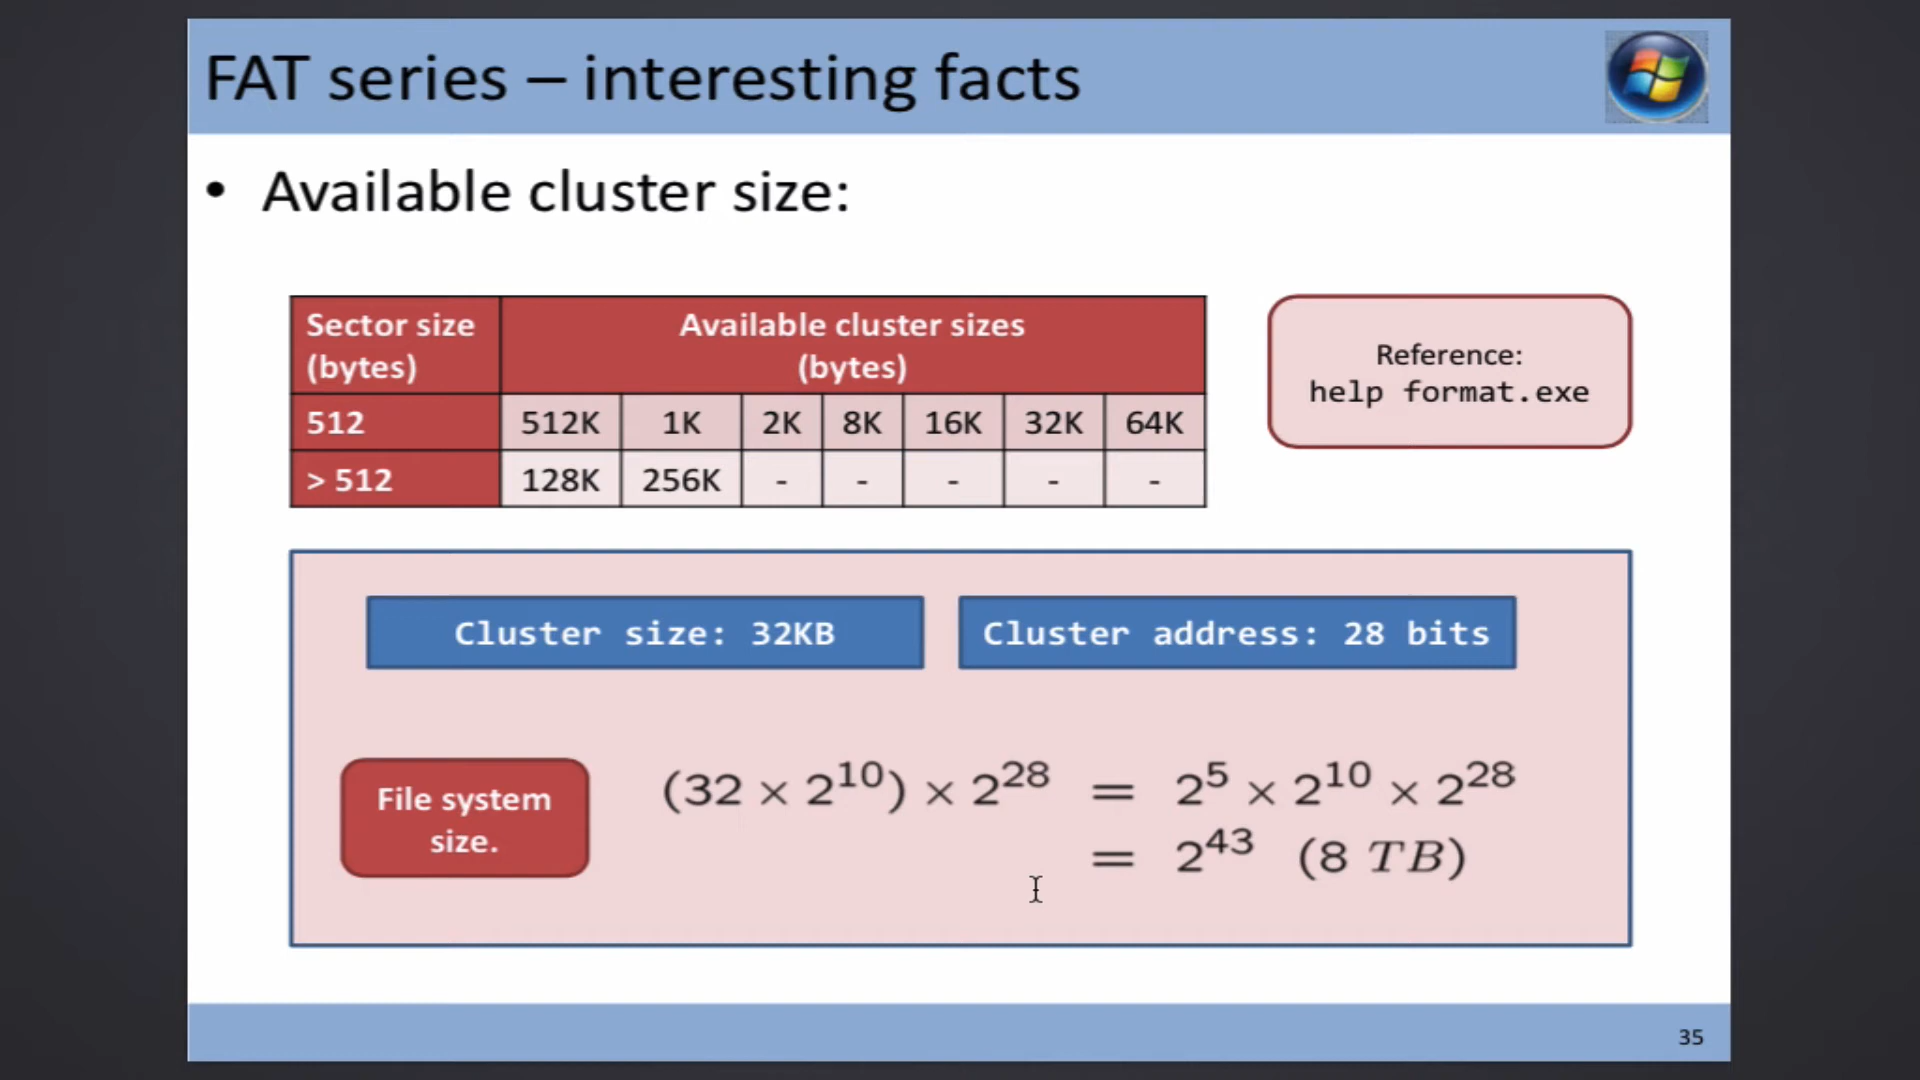 FAT series – interesting facts
• Available cluster size:
Sector size (bytes) Available cluster sizes (bytes)
512 512K 1K 2K 8K 16K 32K 64K
> 512 128K 256K - - - - -
Reference:
help format.exe
Cluster size: 32KB
Cluster address: 28 bits
File system
size.
(32 × 2^10) × 2^28 = 2^5 × 2^10 × 2^28
= 2^43 (8 TB)
35